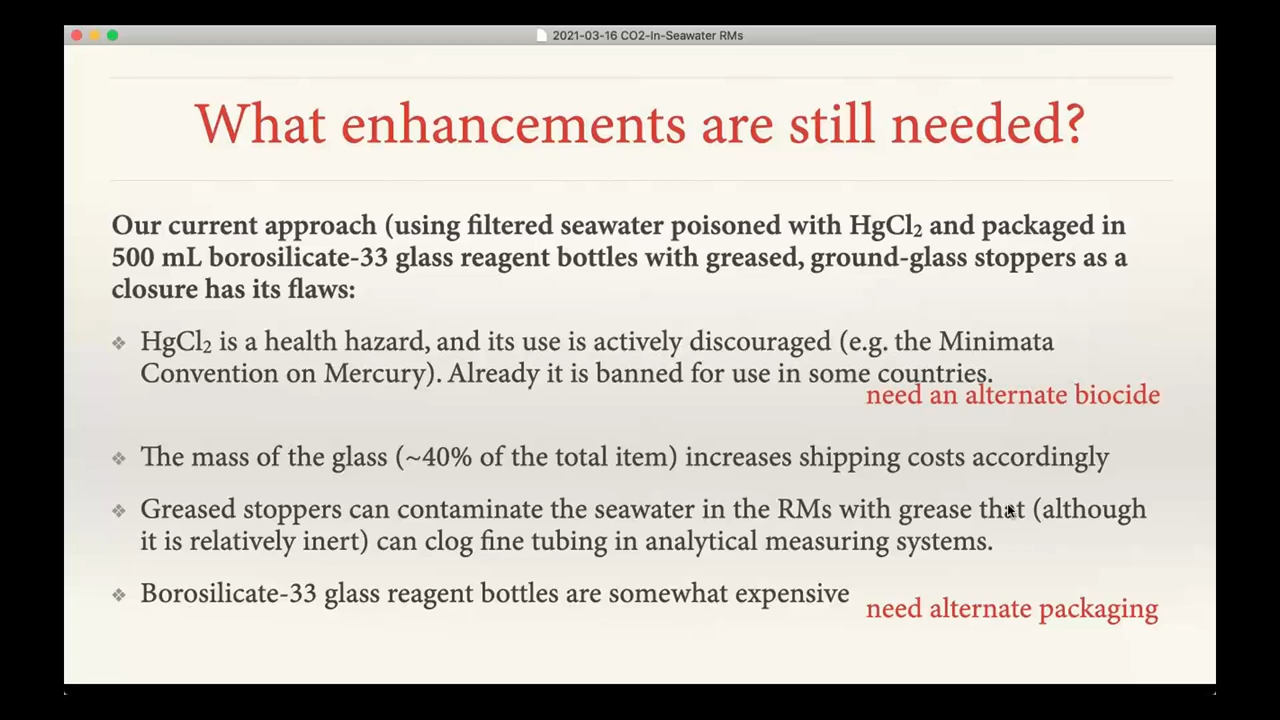 2021-03-16 CO2-In-Seawater RMs
What enhancements are still needed?
Our current approach (using filtered seawater poisoned with HgCl₂ and packaged in
500 mL borosilicate-33 glass reagent bottles with greased, ground-glass stoppers as a
closure has its flaws:
❖ HgCl₂ is a health hazard, and its use is actively discouraged (e.g. the Minimata
Convention on Mercury). Already it is banned for use in some countries.
need an alternate biocide
❖ The mass of the glass (~40% of the total item) increases shipping costs accordingly
❖ Greased stoppers can contaminate the seawater in the RMs with grease that (although
it is relatively inert) can clog fine tubing in analytical measuring systems.
❖ Borosilicate-33 glass reagent bottles are somewhat expensive
need alternate packaging